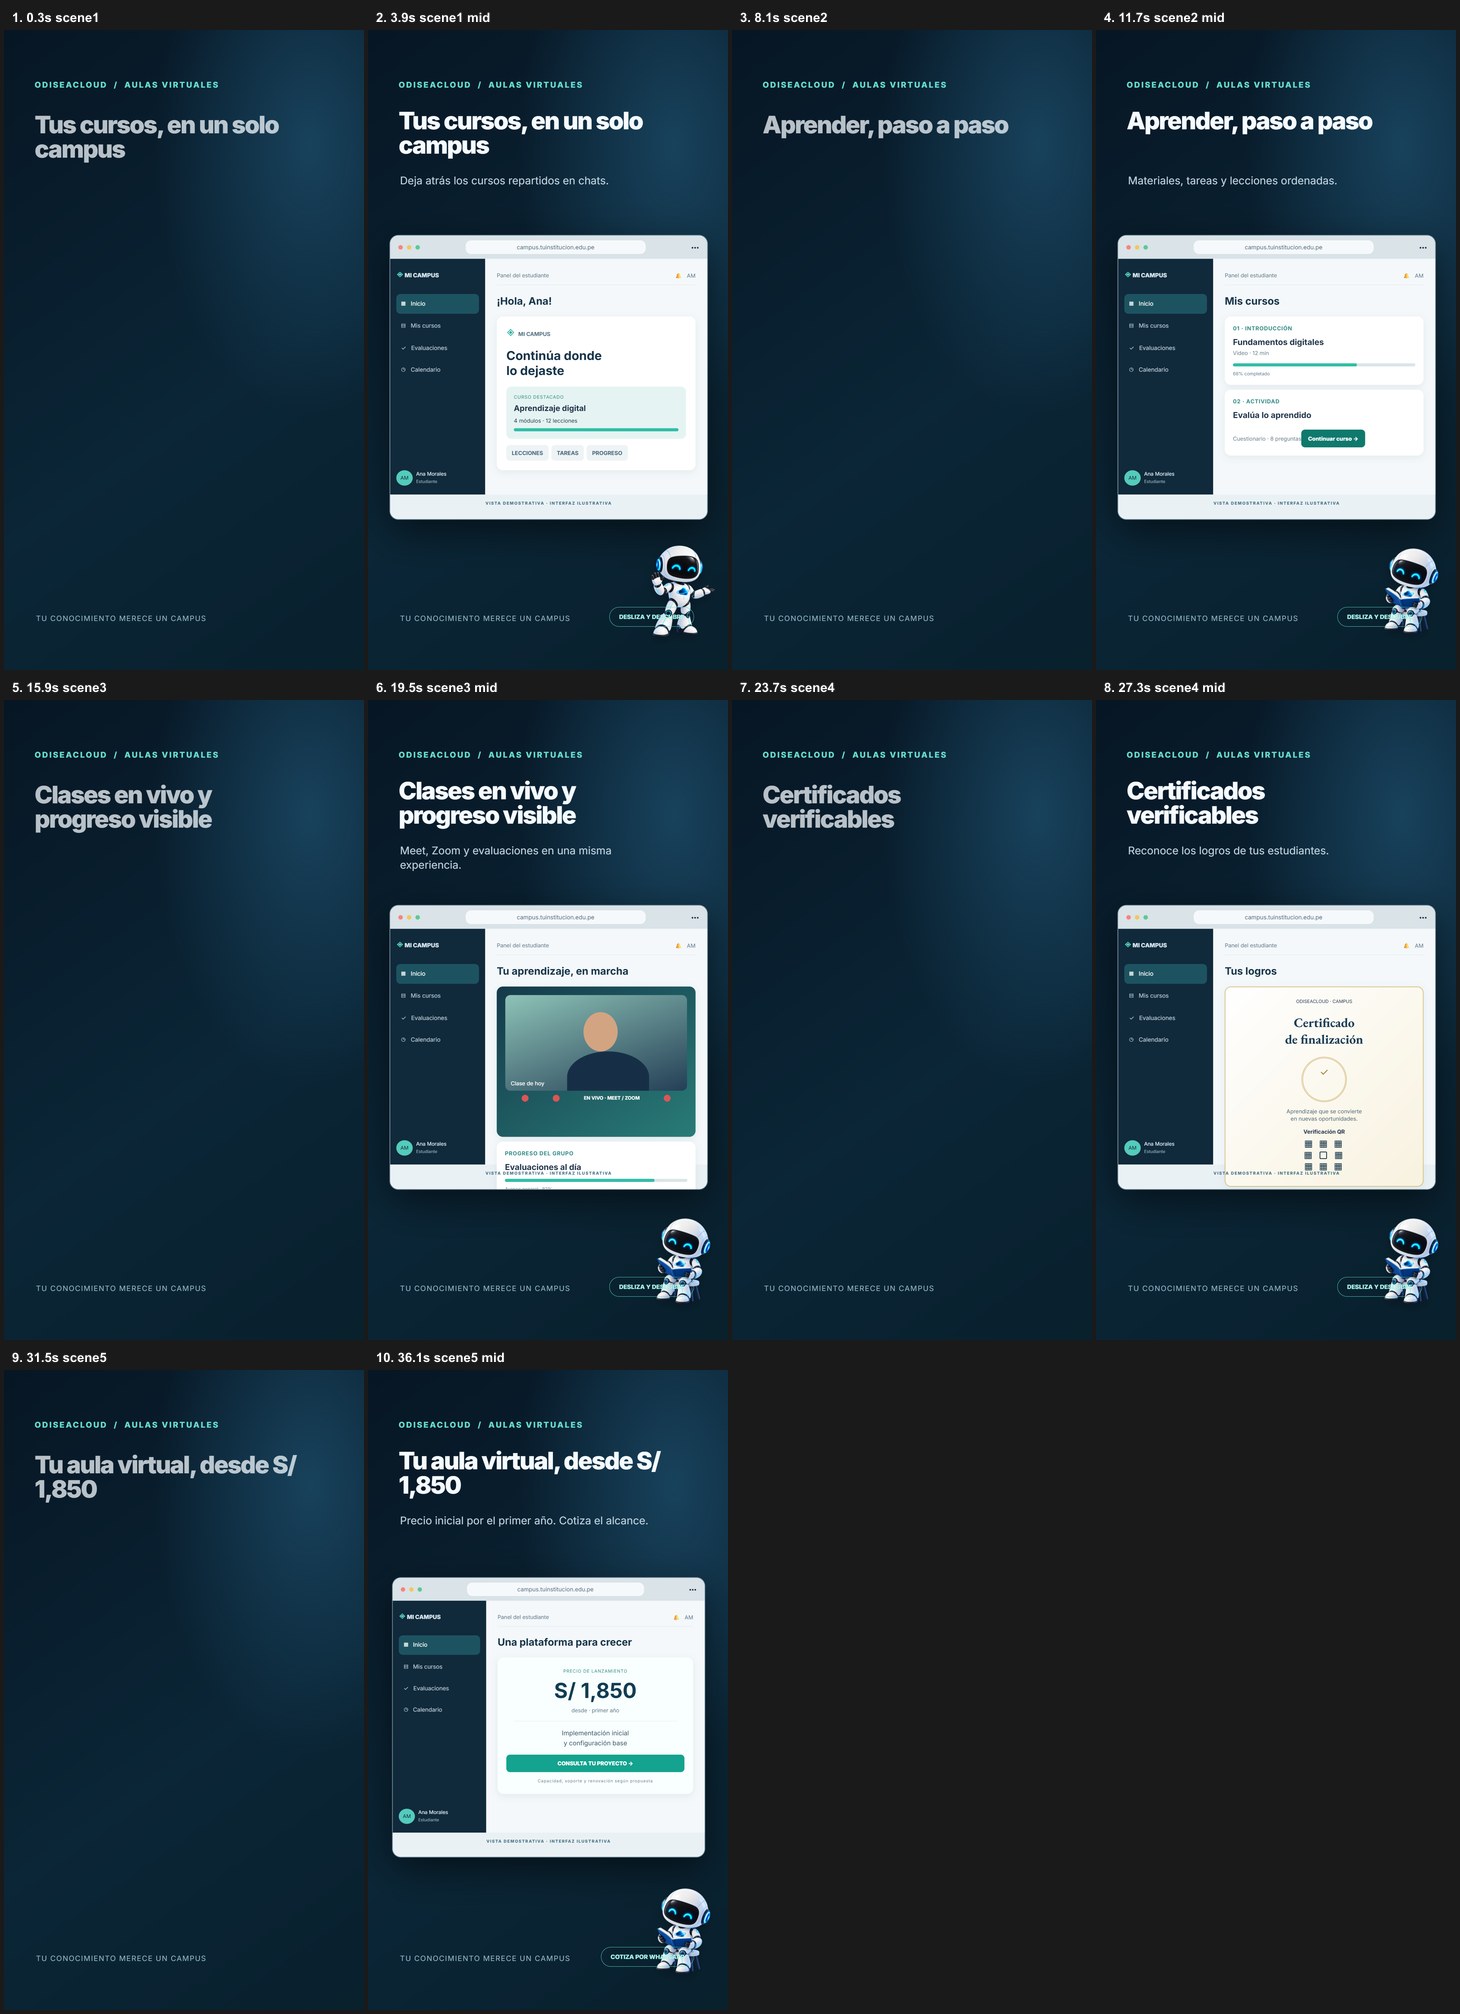 1. 0.3s scene1
ODISEACLOUD / AULAS VIRTUALES
Tus cursos, en un solo
campus
TU CONOCIMIENTO MERECE UN CAMPUS
2. 3.9s scene1 mid
ODISEACLOUD / AULAS VIRTUALES
Tus cursos, en un solo
campus
Deja atrás los cursos repartidos en chats.
campus.tuinstitucion.edu.pe
MI CAMPUS
Inicio
Mis cursos
Evaluaciones
Calendario
AM
Ana Morales
Estudiante
Panel del estudiante
AM
¡Hola, Ana!
MI CAMPUS
Continúa donde
lo dejaste
CURSO DESTACADO
Aprendizaje digital
4 módulos · 12 lecciones
LECCIONES
TAREAS
PROGRESO
VISTA DEMOSTRATIVA · INTERFAZ ILUSTRATIVA
TU CONOCIMIENTO MERECE UN CAMPUS
DESLIZA Y
3. 8.1s scene2
ODISEACLOUD / AULAS VIRTUALES
Aprender, paso a paso
TU CONOCIMIENTO MERECE UN CAMPUS
4. 11.7s scene2 mid
ODISEACLOUD / AULAS VIRTUALES
Aprender, paso a paso
Materiales, tareas y lecciones ordenadas.
campus.tuinstitucion.edu.pe
MI CAMPUS
Inicio
Mis cursos
Evaluaciones
Calendario
AM
Ana Morales
Estudiante
Panel del estudiante
AM
Mis cursos
01 · INTRODUCCIÓN
Fundamentos digitales
Video · 12 min
68% completado
02 · ACTIVIDAD
Evalúa lo aprendido
Cuestionario · 8 preguntas
Continuar curso →
VISTA DEMOSTRATIVA · INTERFAZ ILUSTRATIVA
TU CONOCIMIENTO MERECE UN CAMPUS
DESLIZA Y
5. 15.9s scene3
ODISEACLOUD / AULAS VIRTUALES
Clases en vivo y
progreso visible
TU CONOCIMIENTO MERECE UN CAMPUS
6. 19.5s scene3 mid
ODISEACLOUD / AULAS VIRTUALES
Clases en vivo y
progreso visible
Meet, Zoom y evaluaciones en una misma
experiencia.
campus.tuinstitucion.edu.pe
MI CAMPUS
Inicio
Mis cursos
Evaluaciones
Calendario
AM
Ana Morales
Estudiante
Panel del estudiante
AM
Tu aprendizaje, en marcha
Clase de hoy
EN VIVO · MEET / ZOOM
PROGRESO DEL GRUPO
Evaluaciones al día
VISTA DEMOSTRATIVA · INTERFAZ ILUSTRATIVA
TU CONOCIMIENTO MERECE UN CAMPUS
DESLIZA Y
7. 23.7s scene4
ODISEACLOUD / AULAS VIRTUALES
Certificados
verificables
TU CONOCIMIENTO MERECE UN CAMPUS
8. 27.3s scene4 mid
ODISEACLOUD / AULAS VIRTUALES
Certificados
verificables
Reconoce los logros de tus estudiantes.
campus.tuinstitucion.edu.pe
MI CAMPUS
Inicio
Mis cursos
Evaluaciones
Calendario
AM
Ana Morales
Estudiante
Panel del estudiante
AM
Tus logros
ODISEACLOUD · CAMPUS
Certificado
de finalización
Aprendizaje que se convierte
en nuevas oportunidades.
Verificación QR
VISTA DEMOSTRATIVA · INTERFAZ ILUSTRATIVA
TU CONOCIMIENTO MERECE UN CAMPUS
DESLIZA Y
9. 31.5s scene5
ODISEACLOUD / AULAS VIRTUALES
Tu aula virtual, desde S/
1,850
TU CONOCIMIENTO MERECE UN CAMPUS
10. 36.1s scene5 mid
ODISEACLOUD / AULAS VIRTUALES
Tu aula virtual, desde S/
1,850
Precio inicial por el primer año. Cotiza el alcance.
campus.tuinstitucion.edu.pe
MI CAMPUS
Inicio
Mis cursos
Evaluaciones
Calendario
AM
Ana Morales
Estudiante
Panel del estudiante
AM
Una plataforma para crecer
PRECIO DE LANZAMIENTO
S/ 1,850
desde · primer año
Implementación inicial
y configuración base
CONSULTA TU PROYECTO →
Capacidad, soporte y renovación según propuesta
VISTA DEMOSTRATIVA · INTERFAZ ILUSTRATIVA
TU CONOCIMIENTO MERECE UN CAMPUS
COTIZA POR